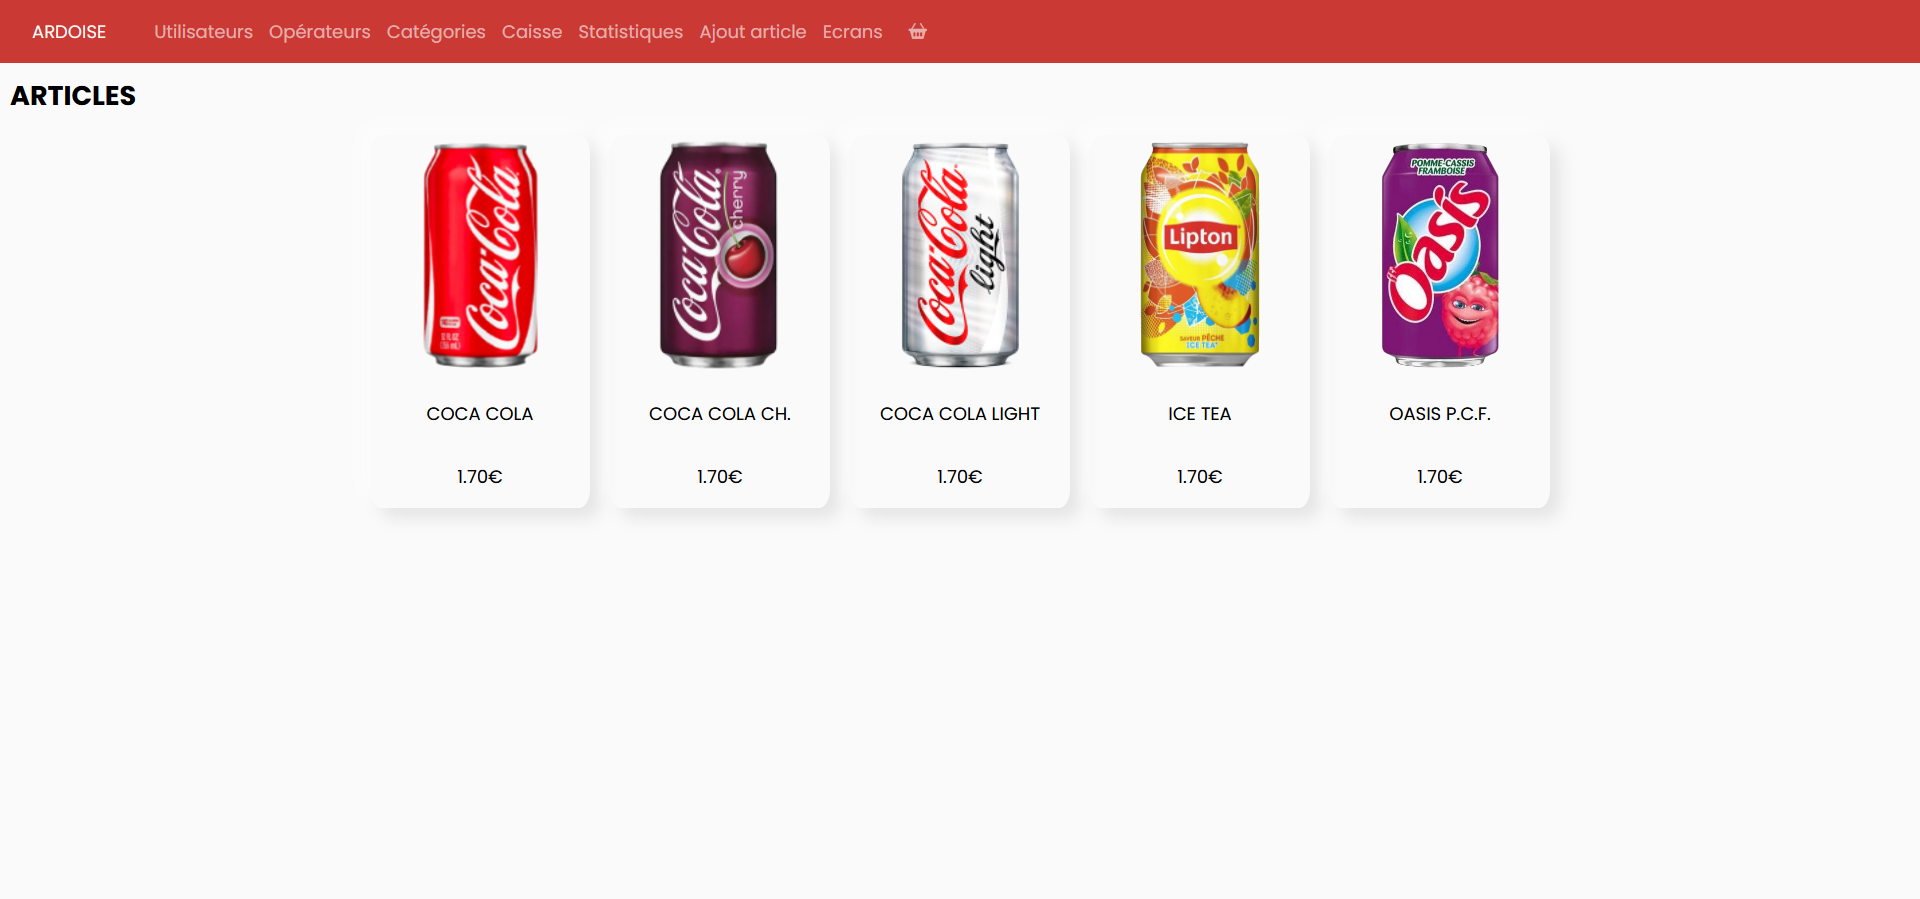 ARDOISE Utilisateurs Opérateurs Catégories Caisse Statistiques Ajout article Ecrans
ARTICLES
Coca-Cola
Coca-Cola
cherry
Coca-Cola
light
Lipton
SAVEUR PÊCHE
ICE TEA
POMME-CASSIS
FRAMBOISE
Oasis
COCA COLA
COCA COLA CH.
COCA COLA LIGHT
ICE TEA
OASIS P.C.F.
1.70€
1.70€
1.70€
1.70€
1.70€